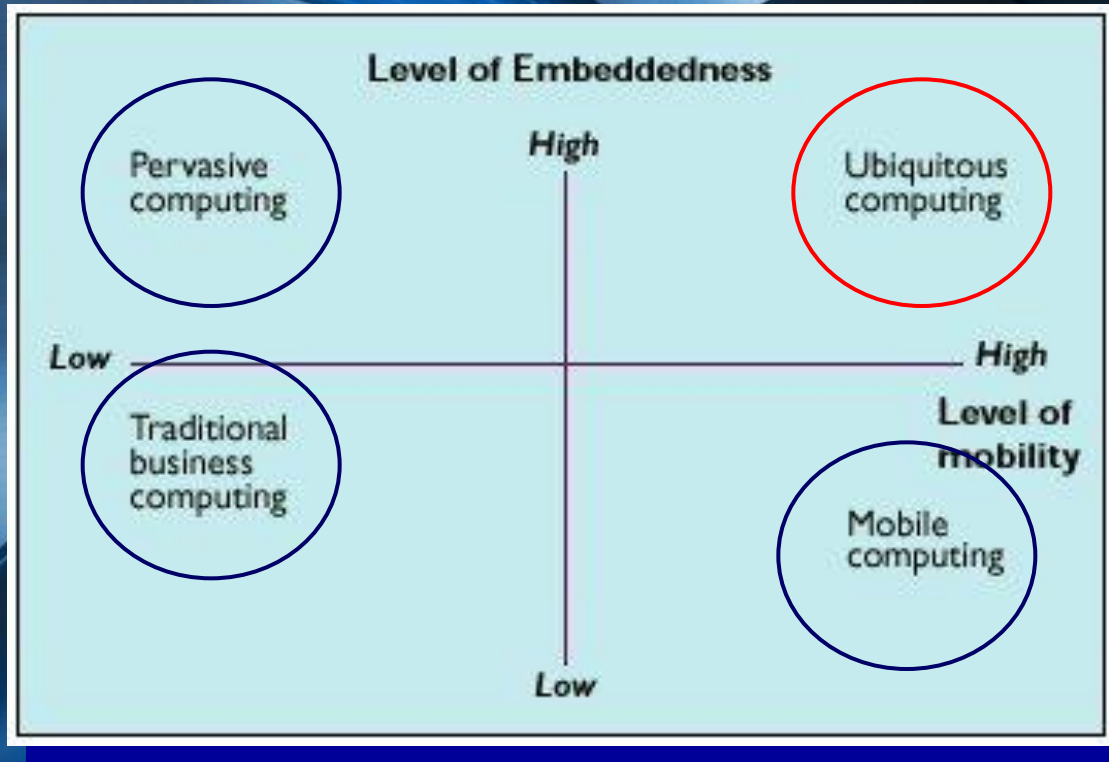 Level of Embeddedness
High
Pervasive
computing
Ubiquitous
computing
Low
High
Level of
mobility
Traditional
business
computing
Mobile
computing
Low